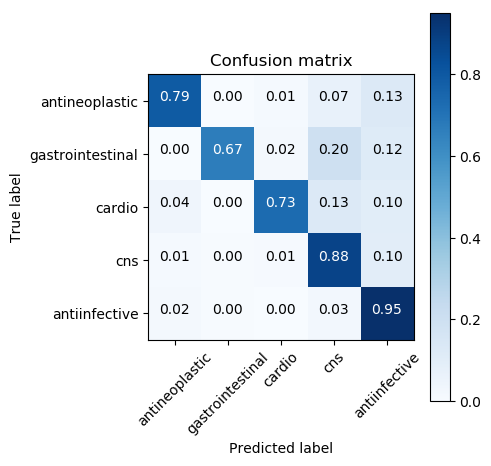 Confusion matrix
True label
antineoplastic 0.79 0.00 0.01 0.07 0.13
gastrointestinal 0.00 0.67 0.02 0.20 0.12
cardio 0.04 0.00 0.73 0.13 0.10
cns 0.01 0.00 0.01 0.88 0.10
antiinfective 0.02 0.00 0.00 0.03 0.95
antineoplastic
gastrointestinal
cardio
cns
antiinfective
Predicted label
0.8
0.6
0.4
0.2
0.0